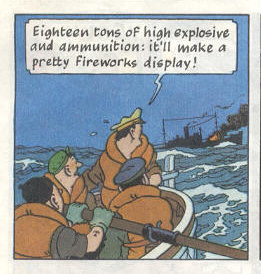 Eighteen tons of high explosive
and ammunition: it'll make a
pretty fireworks display!